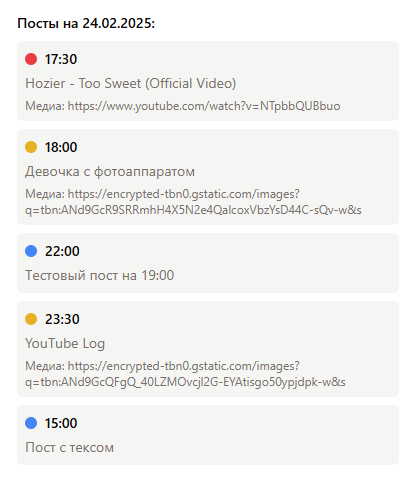 Посты на 24.02.2025:
17:30
Hozier - Too Sweet (Official Video)
Медиа: https://www.youtube.com/watch?v=NTpbbQUBbuo
18:00
Девочка с фотоаппаратом
Медиа: https://encrypted-tbn0.gstatic.com/images?
q=tbn:ANd9GcR9SRRmhH4X5N2e4QalcoxVbzYsD44C-sQv-w&s
22:00
Тестовый пост на 19:00
23:30
YouTube Log
Медиа: https://encrypted-tbn0.gstatic.com/images?
q=tbn:ANd9GcQFgQ_40LZMOvcjl2G-EYAtisgo50ypjdpk-w&s
15:00
Пост с тексом